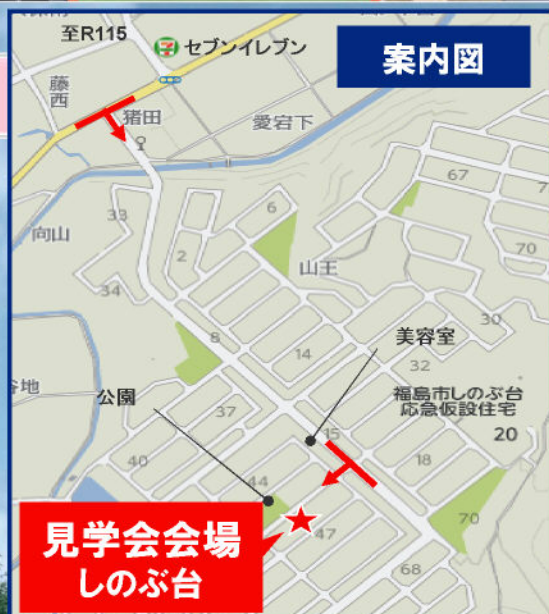 至R115
セブンイレブン
案内図
藤西
猪田
愛宕下
67
7
33
6
向山
2
70
山王
34
30
8
美容室
14
32
公園
福島市しのぶ台
応急仮設住宅
37
20
15
40
18
44
70
見学会会場
しのぶ台
47
68